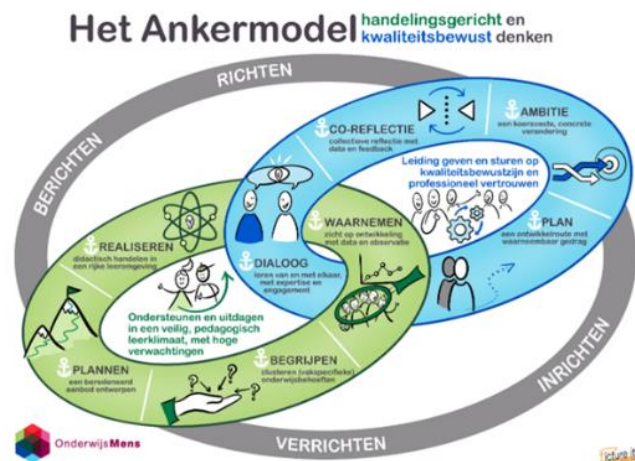 Het Ankermodel
handelingsgericht en
kwaliteitsbewust denken
RICHTEN
BERICHTEN
INRICHTEN
VERRICHTEN
AMBITIE
een koersvaste, concrete
verandering
CO-REFLECTIE
collectieve reflectie met
data en feedback
Leiding geven en sturen op
kwaliteitsbewustzijn en
professioneel vertrouwen
PLAN
een ontwikkelroute met
waarneembaar gedrag
WAARNEMEN
zicht op ontwikkeling
met data en observatie
DIALOOG
leren van en met elkaar,
met expertise en
engagement
REALISEREN
didactisch handelen in
een rijke leeromgeving
Ondersteunen en uitdagen
in een veilig, pedagogisch
leerklimaat, met hoge
verwachtingen
BEGRIJPEN
clusteren (vakspecifieke)
onderwijsbehoeften
PLANNEN
een beredeneerd
aanbod ontwerpen
? ? ? ?
OnderwijsMens